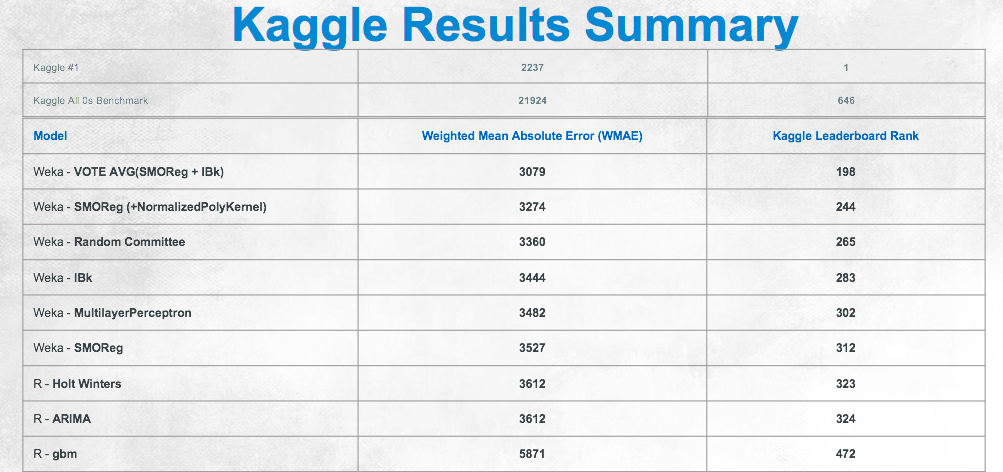 Kaggle Results Summary
Kaggle #1 2237 1
Kaggle All 0s Benchmark 21924 646
Model Weighted Mean Absolute Error (WMAE) Kaggle Leaderboard Rank
Weka - VOTE AVG(SMOReg + IBk) 3079 198
Weka - SMOReg (+NormalizedPolyKernel) 3274 244
Weka - Random Committee 3360 265
Weka - IBk 3444 283
Weka - MultilayerPerceptron 3482 302
Weka - SMOReg 3527 312
R - Holt Winters 3612 323
R - ARIMA 3612 324
R - gbm 5871 472